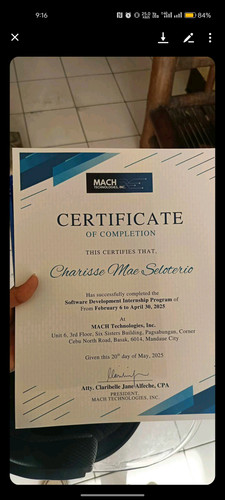 9:16
84%
MACH
TECHNOLOGIES, INC.
CERTIFICATE
OF COMPLETION
THIS CERTIFIES THAT,
Charisse Mae Seloterio
Has successfully completed the
Software Development Internship Program of
From February 6 to April 30, 2025
At
MACH Technologies, Inc.
Unit 6, 3rd Floor, Six Sisters Building, Pagsabungan, Corner
Cebu North Road, Basak, 6014, Mandaue City
Given this 20th day of May, 2025
Atty. Claribelle Jane Alfeche, CPA
PRESIDENT,
MACH TECHNOLOGIES, INC.